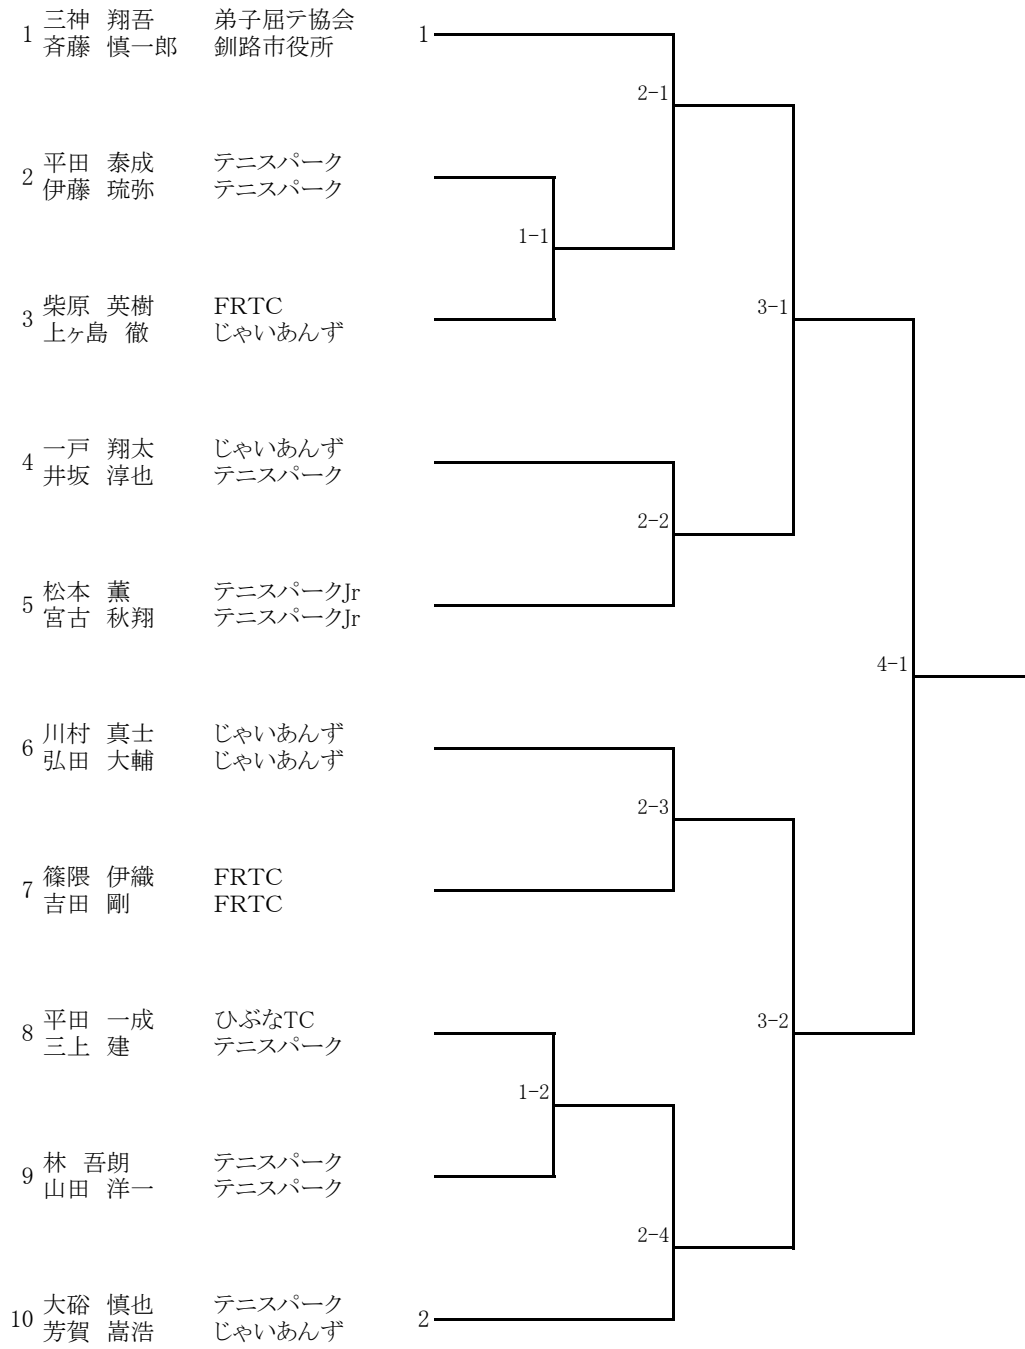 1 三神 翔吾 弟子屈テ協会 1
斉藤 慎一郎 釧路市役所
2-1
2 平田 泰成 テニスパーク
伊藤 琉弥 テニスパーク
1-1
3 柴原 英樹 FRTC
上ヶ島 徹 じゃいあんず
3-1
4 一戸 翔太 じゃいあんず
井坂 淳也 テニスパーク
2-2
5 松本 薫 テニスパークJr
宮古 秋翔 テニスパークJr
4-1
6 川村 真士 じゃいあんず
弘田 大輔 じゃいあんず
2-3
7 篠隈 伊織 FRTC
吉田 剛 FRTC
8 平田 一成 ひぶなTC
三上 建 テニスパーク
3-2
1-2
9 林 吾朗 テニスパーク
山田 洋一 テニスパーク
2-4
10 大硲 慎也 テニスパーク 2
芳賀 嵩浩 じゃいあんず